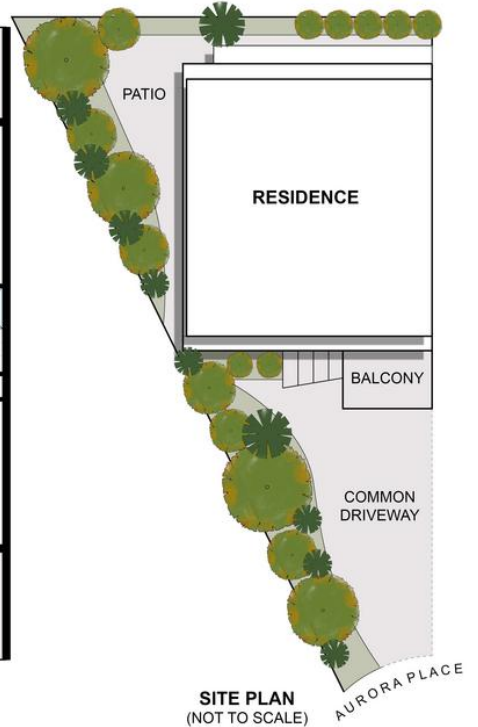 PATIO
RESIDENCE
BALCONY
COMMON
DRIVEWAY
AURORA PLACE
SITE PLAN
(NOT TO SCALE)